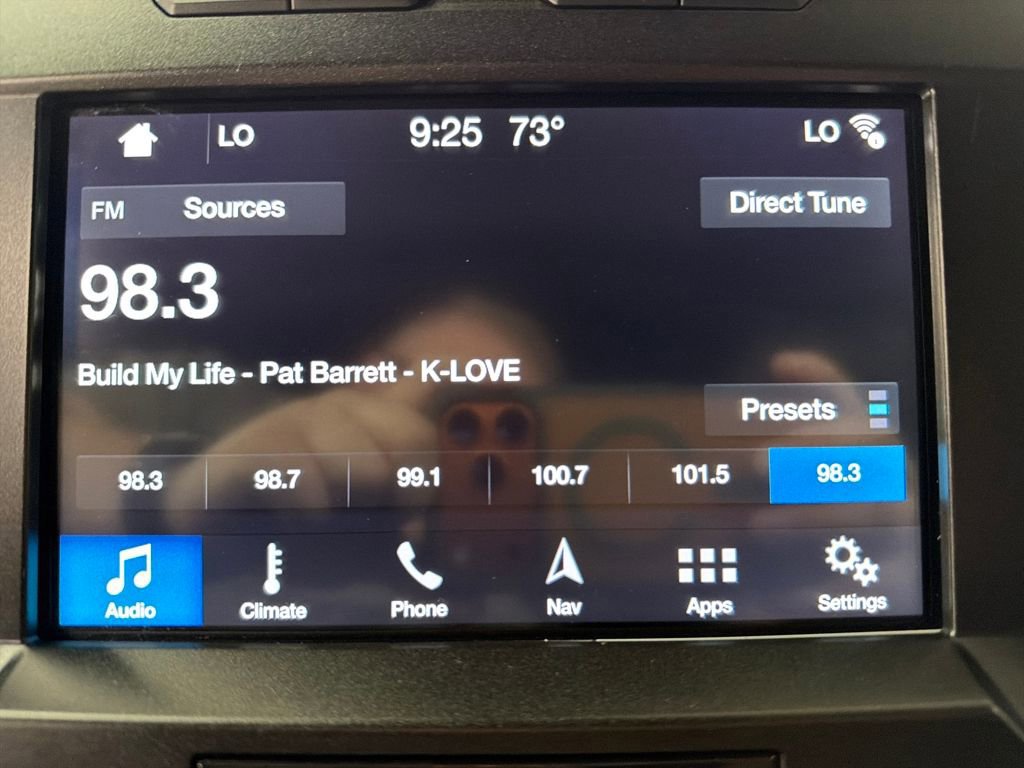 LO 9:25 73° LO
FM Sources Direct Tune
98.3
Build My Life - Pat Barrett - K-LOVE
Presets
98.3 98.7 99.1 100.7 101.5 98.3
Audio Climate Phone Nav Apps Settings